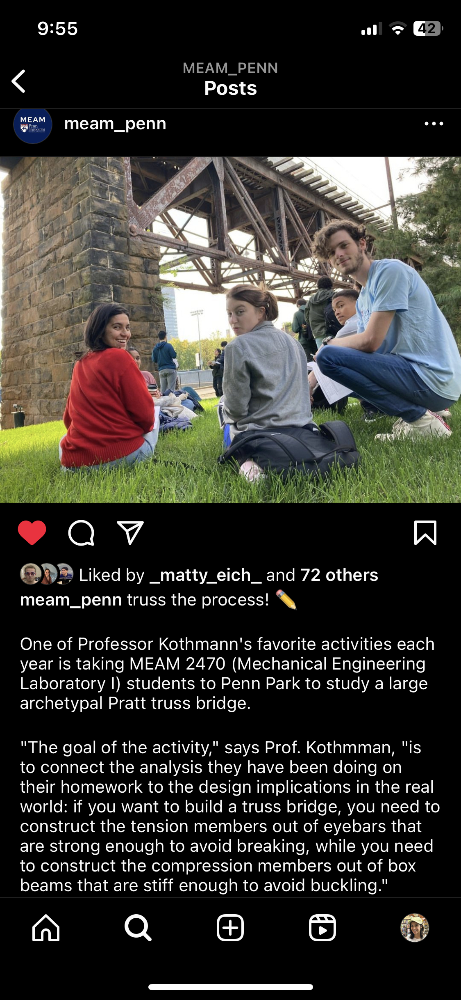 9:55
42
MEAM_PENN
Posts
MEAM
Penn
Engineering
meam_penn
Liked by _matty_eich_ and 72 others
meam_penn truss the process! ✏️
One of Professor Kothmann's favorite activities each
year is taking MEAM 2470 (Mechanical Engineering
Laboratory I) students to Penn Park to study a large
archetypal Pratt truss bridge.
"The goal of the activity," says Prof. Kothmman, "is
to connect the analysis they have been doing on
their homework to the design implications in the real
world: if you want to build a truss bridge, you need to
construct the tension members out of eyebars that
are strong enough to avoid breaking, while you need
to construct the compression members out of box
beams that are stiff enough to avoid buckling."